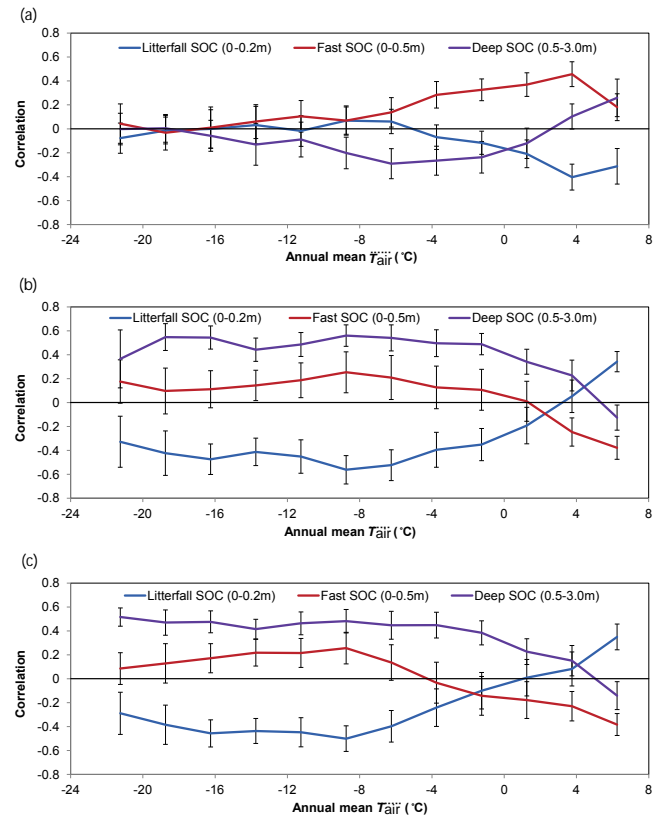 (a)
0.8
Litterfall SOC (0-0.2m) Fast SOC (0-0.5m) Deep SOC (0.5-3.0m)
0.6
0.4
0.2
0
-0.2
-0.4
-0.6
-0.8
Correlation
-24 -20 -16 -12 -8 -4 0 4 8
Annual mean Tair (°C)
(b)
0.8
Litterfall SOC (0-0.2m) Fast SOC (0-0.5m) Deep SOC (0.5-3.0m)
0.6
0.4
0.2
0
-0.2
-0.4
-0.6
-0.8
Correlation
-24 -20 -16 -12 -8 -4 0 4 8
Annual mean Tair (°C)
(c)
0.8
Litterfall SOC (0-0.2m) Fast SOC (0-0.5m) Deep SOC (0.5-3.0m)
0.6
0.4
0.2
0
-0.2
-0.4
-0.6
-0.8
Correlation
-24 -20 -16 -12 -8 -4 0 4 8
Annual mean Tair (°C)